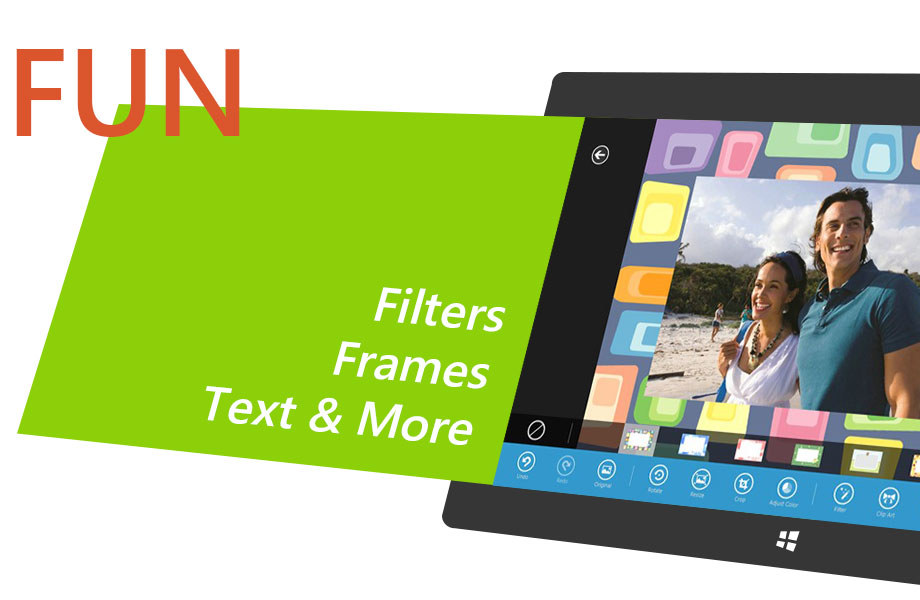 FUN
Filters
Frames
Text & More
Undo
Redo
Original
Rotate
Resize
Crop
Adjust Color
Filter
Clip Art